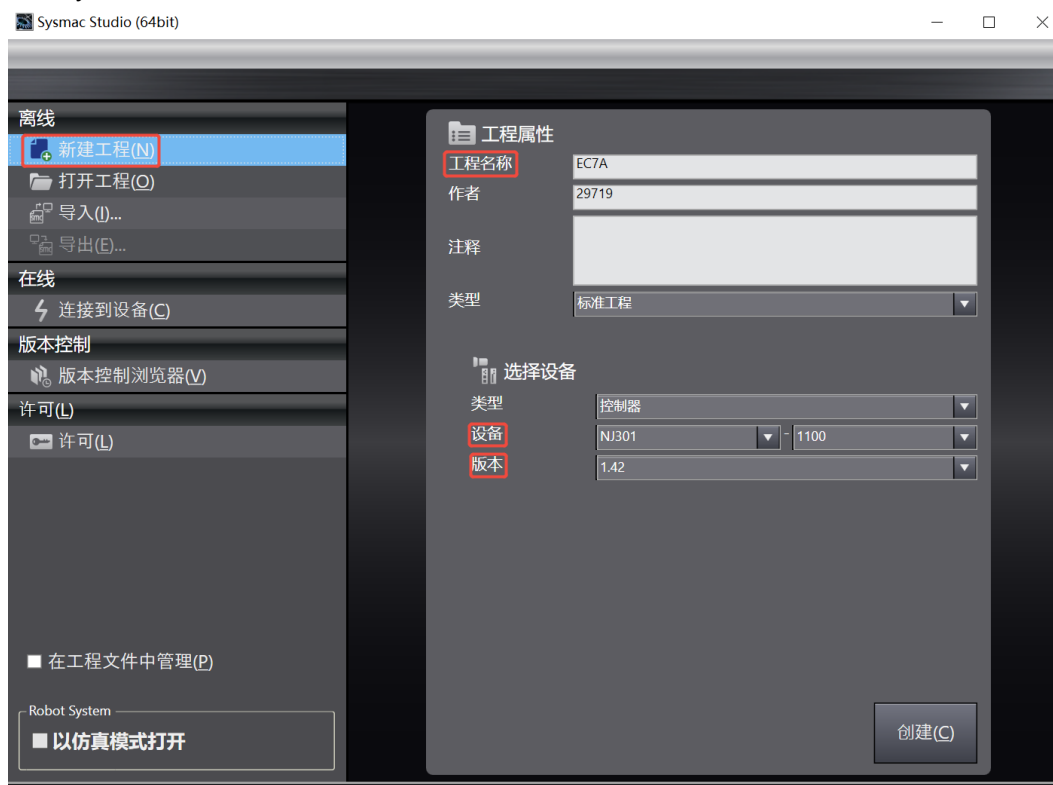 Sysmac Studio (64bit)
离线
新建工程(N)
打开工程(O)
导入(I)...
导出(E)...
在线
连接到设备(C)
版本控制
版本控制浏览器(V)
许可(L)
许可(L)
在工程文件中管理(P)
Robot System
以仿真模式打开
工程属性
工程名称 EC7A
作者 29719
注释
类型 标准工程
选择设备
类型 控制器
设备 NJ301 - 1100
版本 1.42
创建(C)